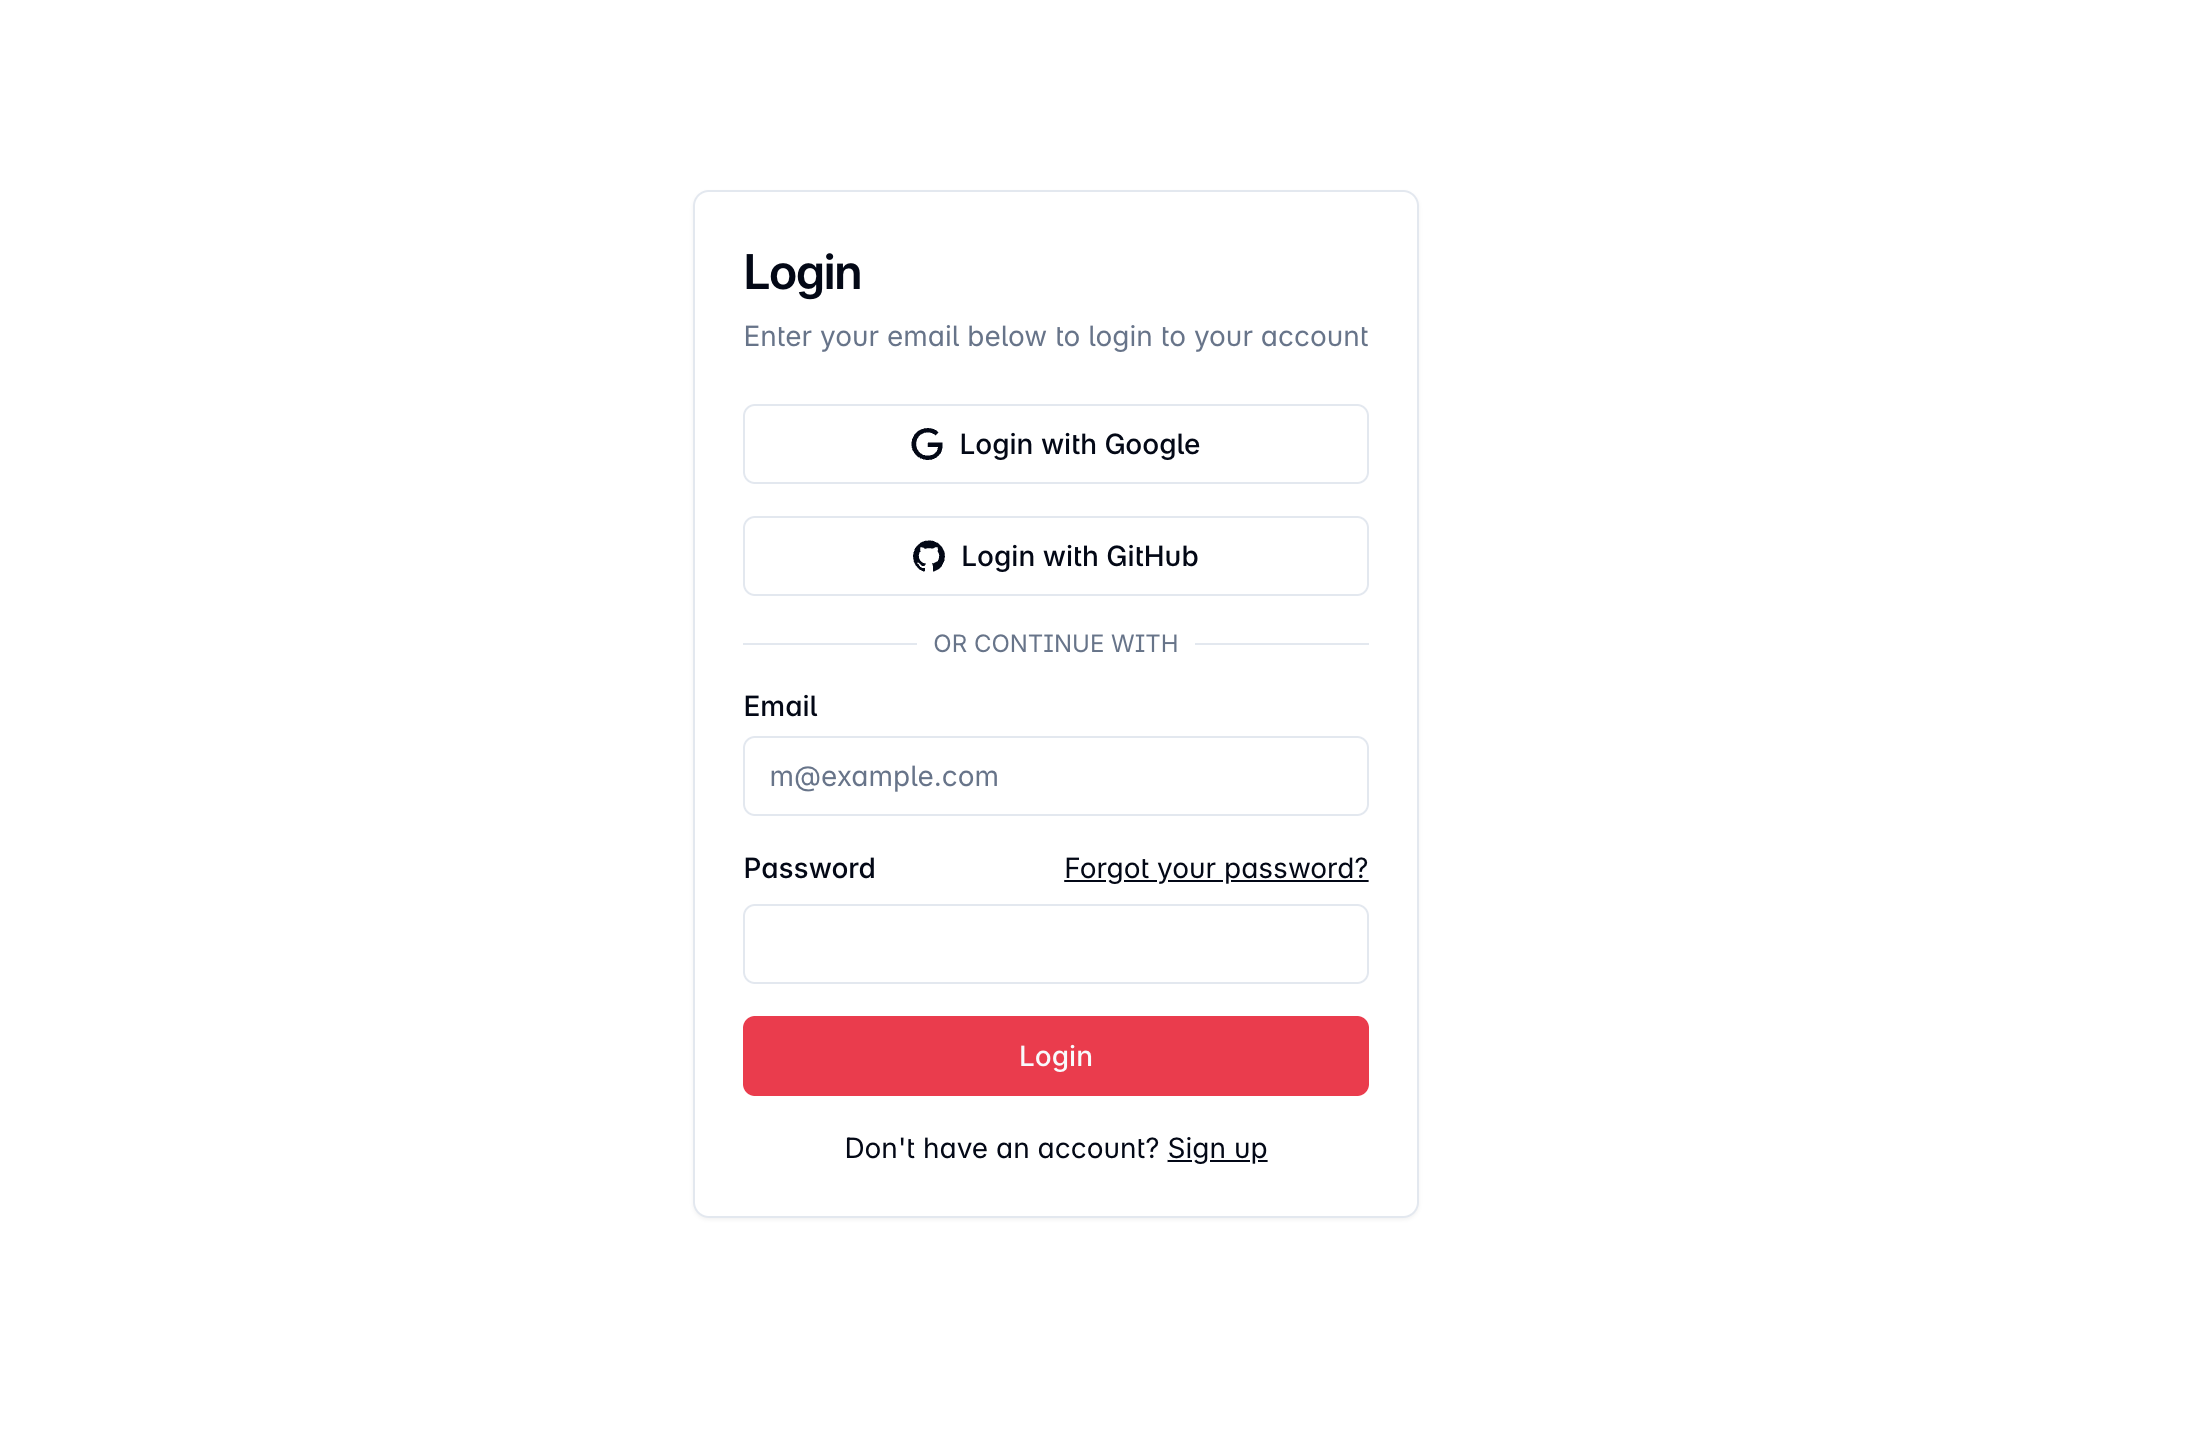 Login
Enter your email below to login to your account
Login with Google
Login with GitHub
OR CONTINUE WITH
Email
m@example.com
Password Forgot your password?
Login
Don't have an account? Sign up